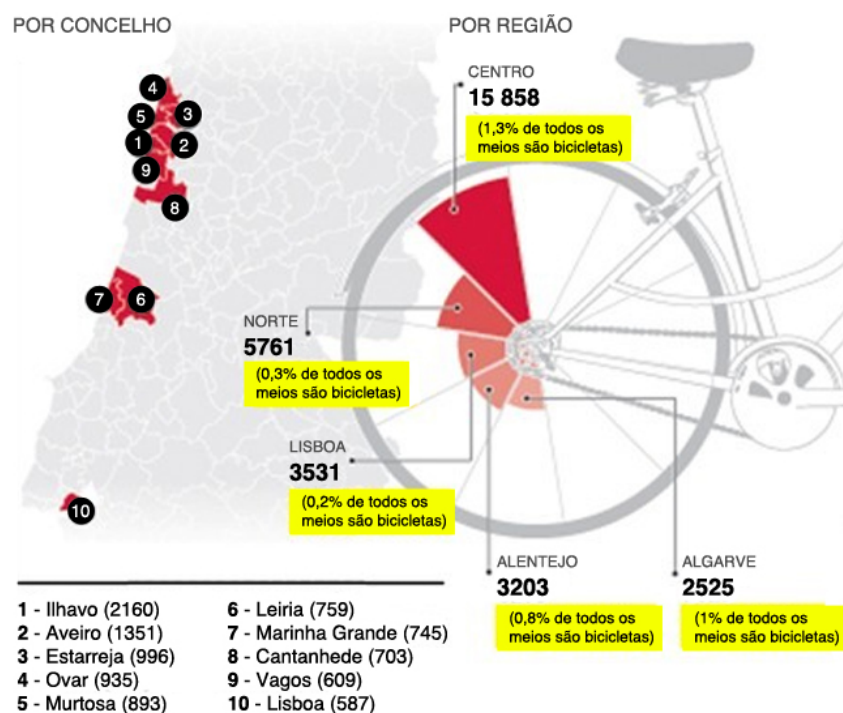 POR CONCELHO
4
5
3
1
2
9
8
7
6
10
POR REGIÃO
CENTRO
15 858
(1,3% de todos os
meios são bicicletas)
NORTE
5761
(0,3% de todos os
meios são bicicletas)
LISBOA
3531
(0,2% de todos os
meios são bicicletas)
ALENTEJO
3203
(0,8% de todos os
meios são bicicletas)
ALGARVE
2525
(1% de todos os
meios são bicicletas)
1 - Ilhavo (2160)
2 - Aveiro (1351)
3 - Estarreja (996)
4 - Ovar (935)
5 - Murtosa (893)
6 - Leiria (759)
7 - Marinha Grande (745)
8 - Cantanhede (703)
9 - Vagos (609)
10 - Lisboa (587)